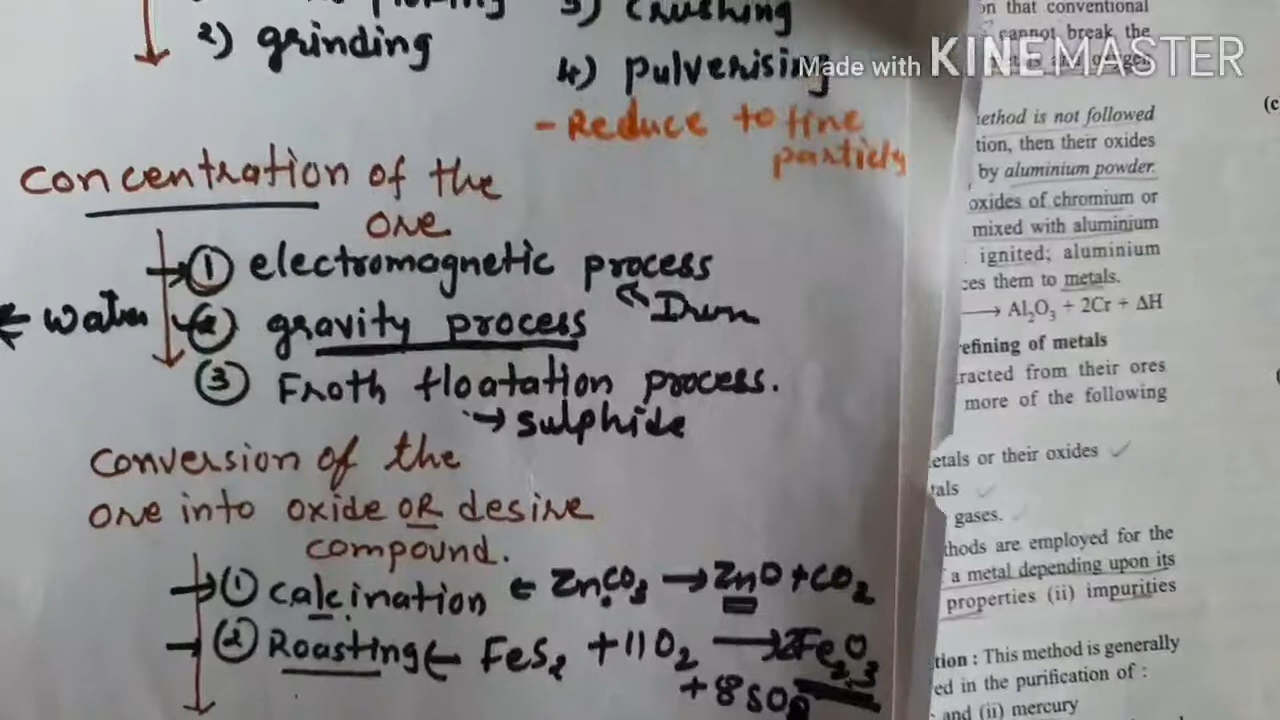 2) grinding
3) crushing
4) pulverising
- Reduce to fine
particls
Concentration of the
ore
① electromagnetic process
← Iron
← Water ② gravity process
③ Froth floatation process.
→ sulphide
Conversion of the
ore into oxide OR desire
compound.
① Calcination ← ZnCO3 → ZnO + CO2
② Roasting ← FeS2 + 11O2 → 2Fe2O3
+ 8SO2
Made with KINEMASTER
on that conventional
cannot break the
method is not followed
tion, then their oxides
by aluminium powder.
oxides of chromium or
mixed with aluminium
ignited; aluminium
ces them to metals.
⟶ Al2O3 + 2Cr + ΔH
refining of metals
racted from their ores
more of the following
etals or their oxides ✓
tals ✓
gases.
thods are employed for the
a metal depending upon its
properties (ii) impurities
tion : This method is generally
ed in the purification of :
and (ii) mercury
(c